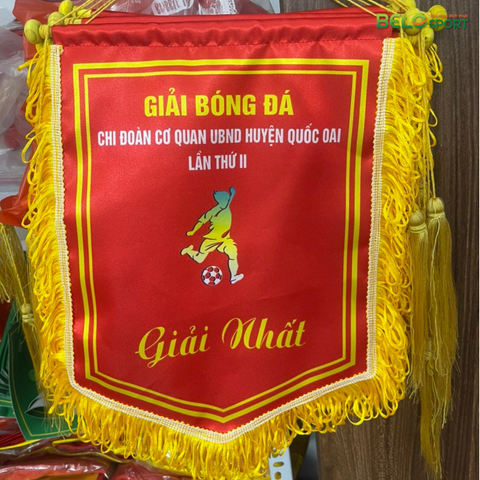 BELO SPORT
GIẢI BÓNG ĐÁ
CHI ĐOÀN CƠ QUAN UBND HUYỆN QUỐC OAI
LẦN THỨ II
Giải Nhất